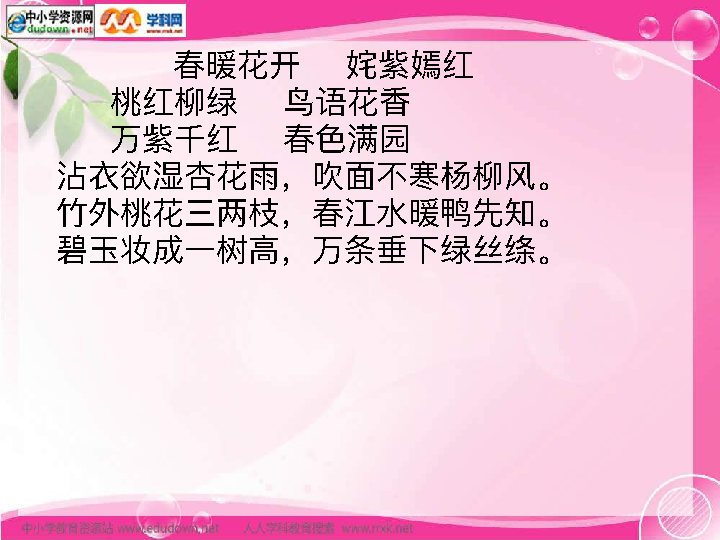 中小学资源网 学科网
dudown.net www.nxk.net
春暖花开 姹紫嫣红
桃红柳绿 鸟语花香
万紫千红 春色满园
沾衣欲湿杏花雨，吹面不寒杨柳风。
竹外桃花三两枝，春江水暖鸭先知。
碧玉妆成一树高，万条垂下绿丝绦。
中小学教育资源站 www.edudown.net 人人学科教育搜索 www.nxk.net